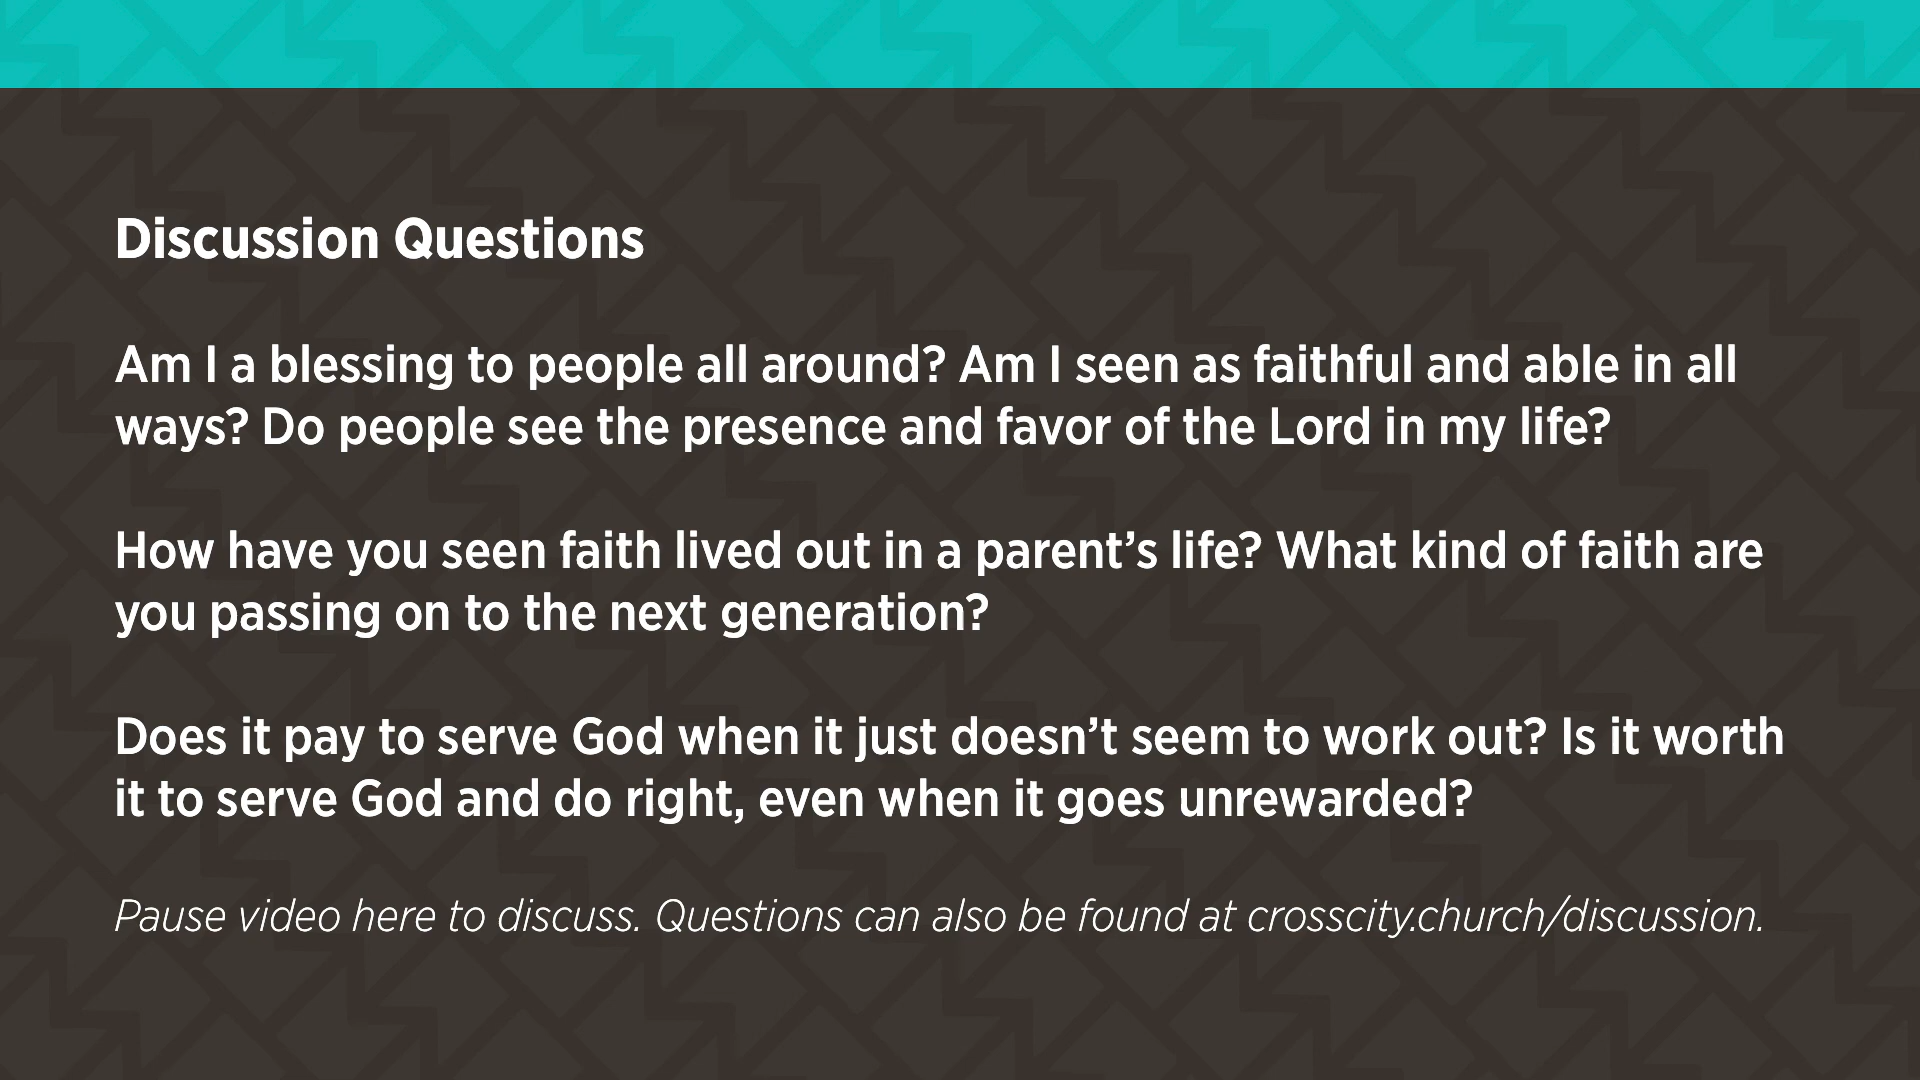 Discussion Questions
Am I a blessing to people all around? Am I seen as faithful and able in all
ways? Do people see the presence and favor of the Lord in my life?
How have you seen faith lived out in a parent’s life? What kind of faith are
you passing on to the next generation?
Does it pay to serve God when it just doesn’t seem to work out? Is it worth
it to serve God and do right, even when it goes unrewarded?
Pause video here to discuss. Questions can also be found at crosscity.church/discussion.